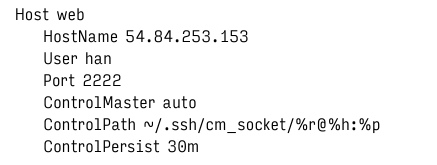 Host web
HostName 54.84.253.153
User han
Port 2222
ControlMaster auto
ControlPath ~/.ssh/cm_socket/%r@%h:%p
ControlPersist 30m